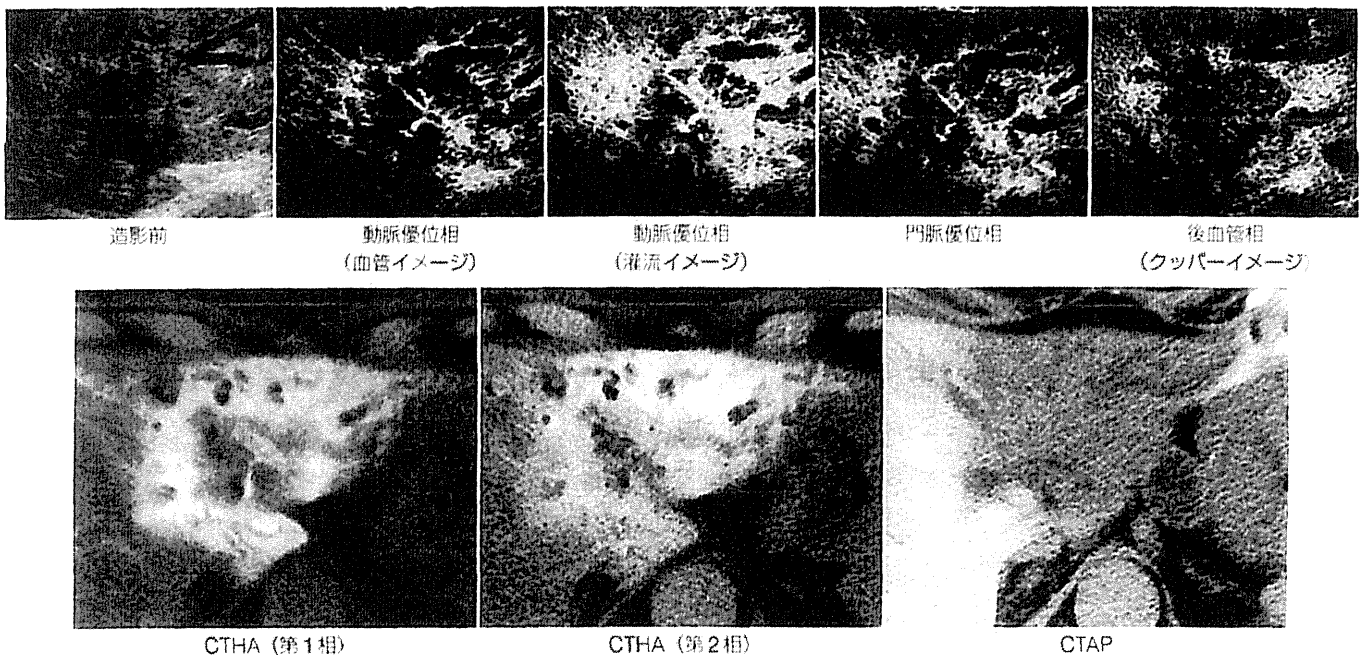 造影前
動脈優位相
(血管イメージ)
動脈優位相
(灌流イメージ)
門脈優位相
後血管相
(クッパーイメージ)
CTHA (第1相)
CTHA (第2相)
CTAP